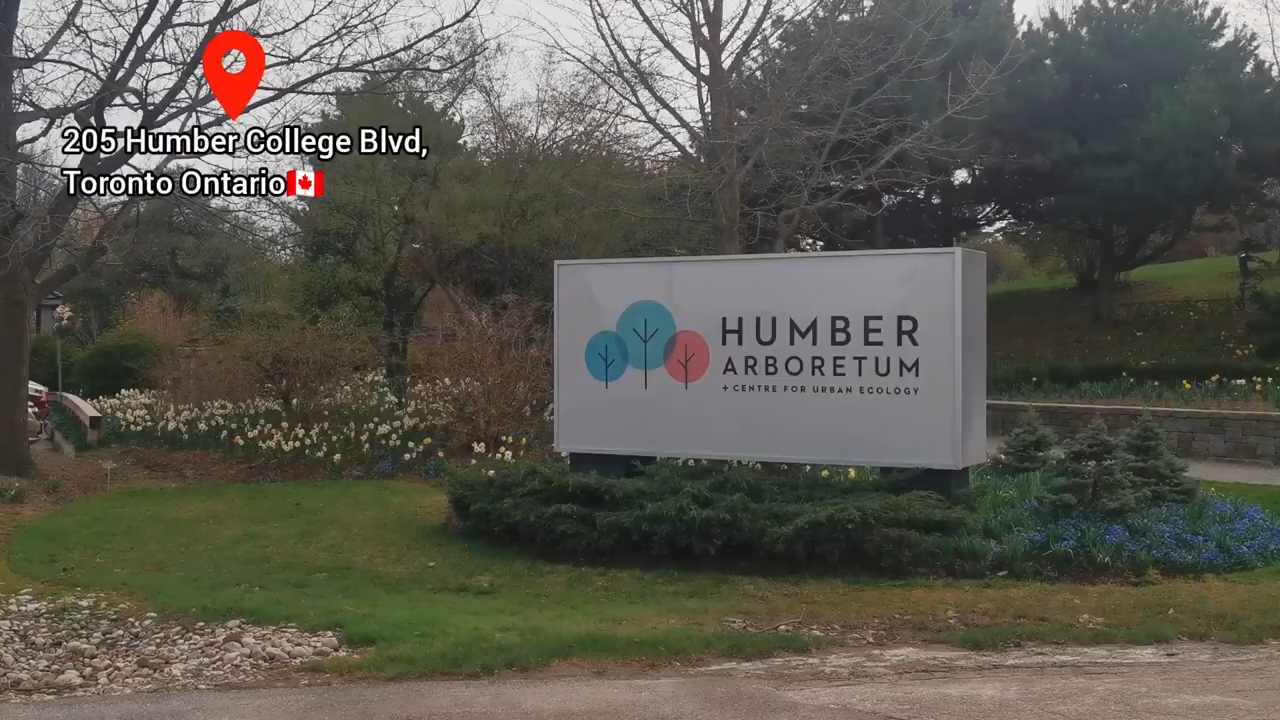 205 Humber College Blvd,
Toronto Ontario🇨🇦
HUMBER
ARBORETUM
+ CENTRE FOR URBAN ECOLOGY